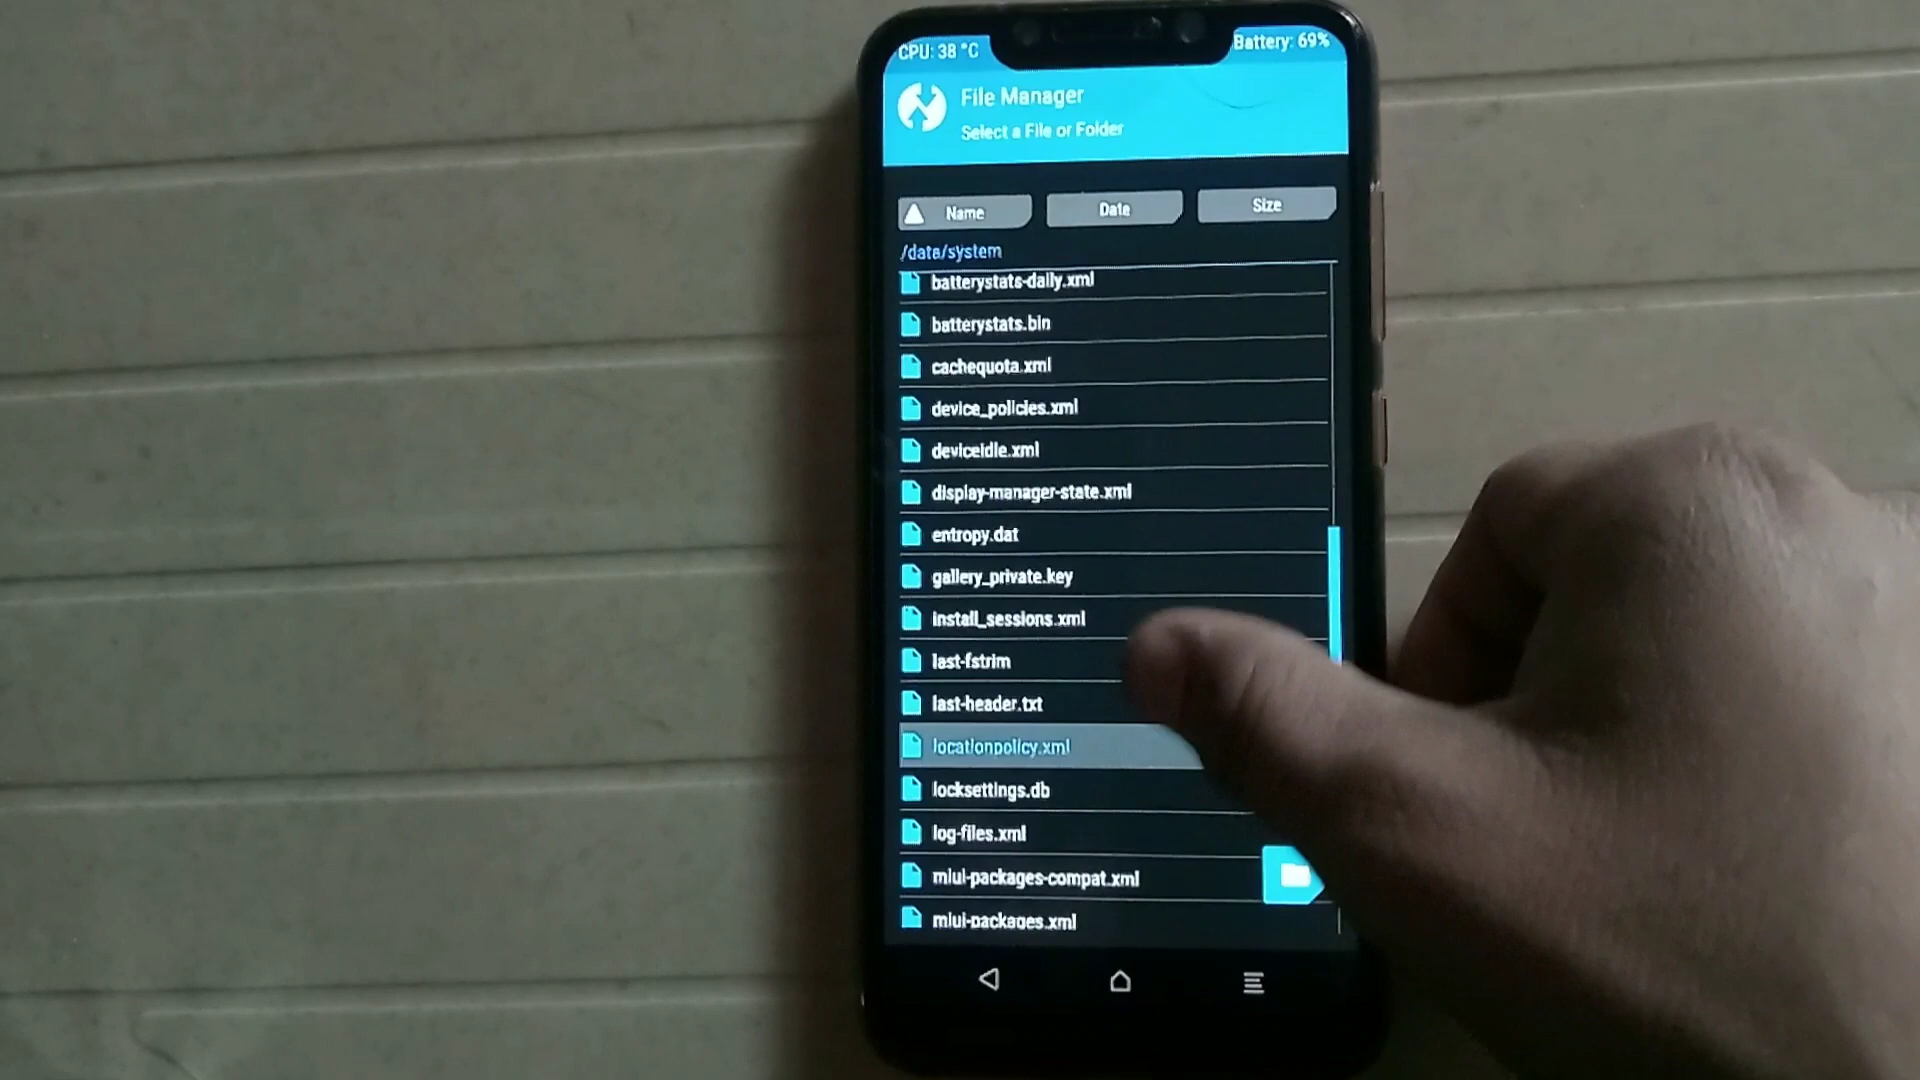 CPU: 38 °C
Battery: 69%
File Manager
Select a File or Folder
Name
Date
Size
/data/system
batterystats-daily.xml
batterystats.bin
cachequota.xml
device_policies.xml
deviceidle.xml
display-manager-state.xml
entropy.dat
gallery_private.key
install_sessions.xml
last-fstrim
last-header.txt
locationpolicy.xml
locksettings.db
log-files.xml
miui-packages-compat.xml
miui-packages.xml